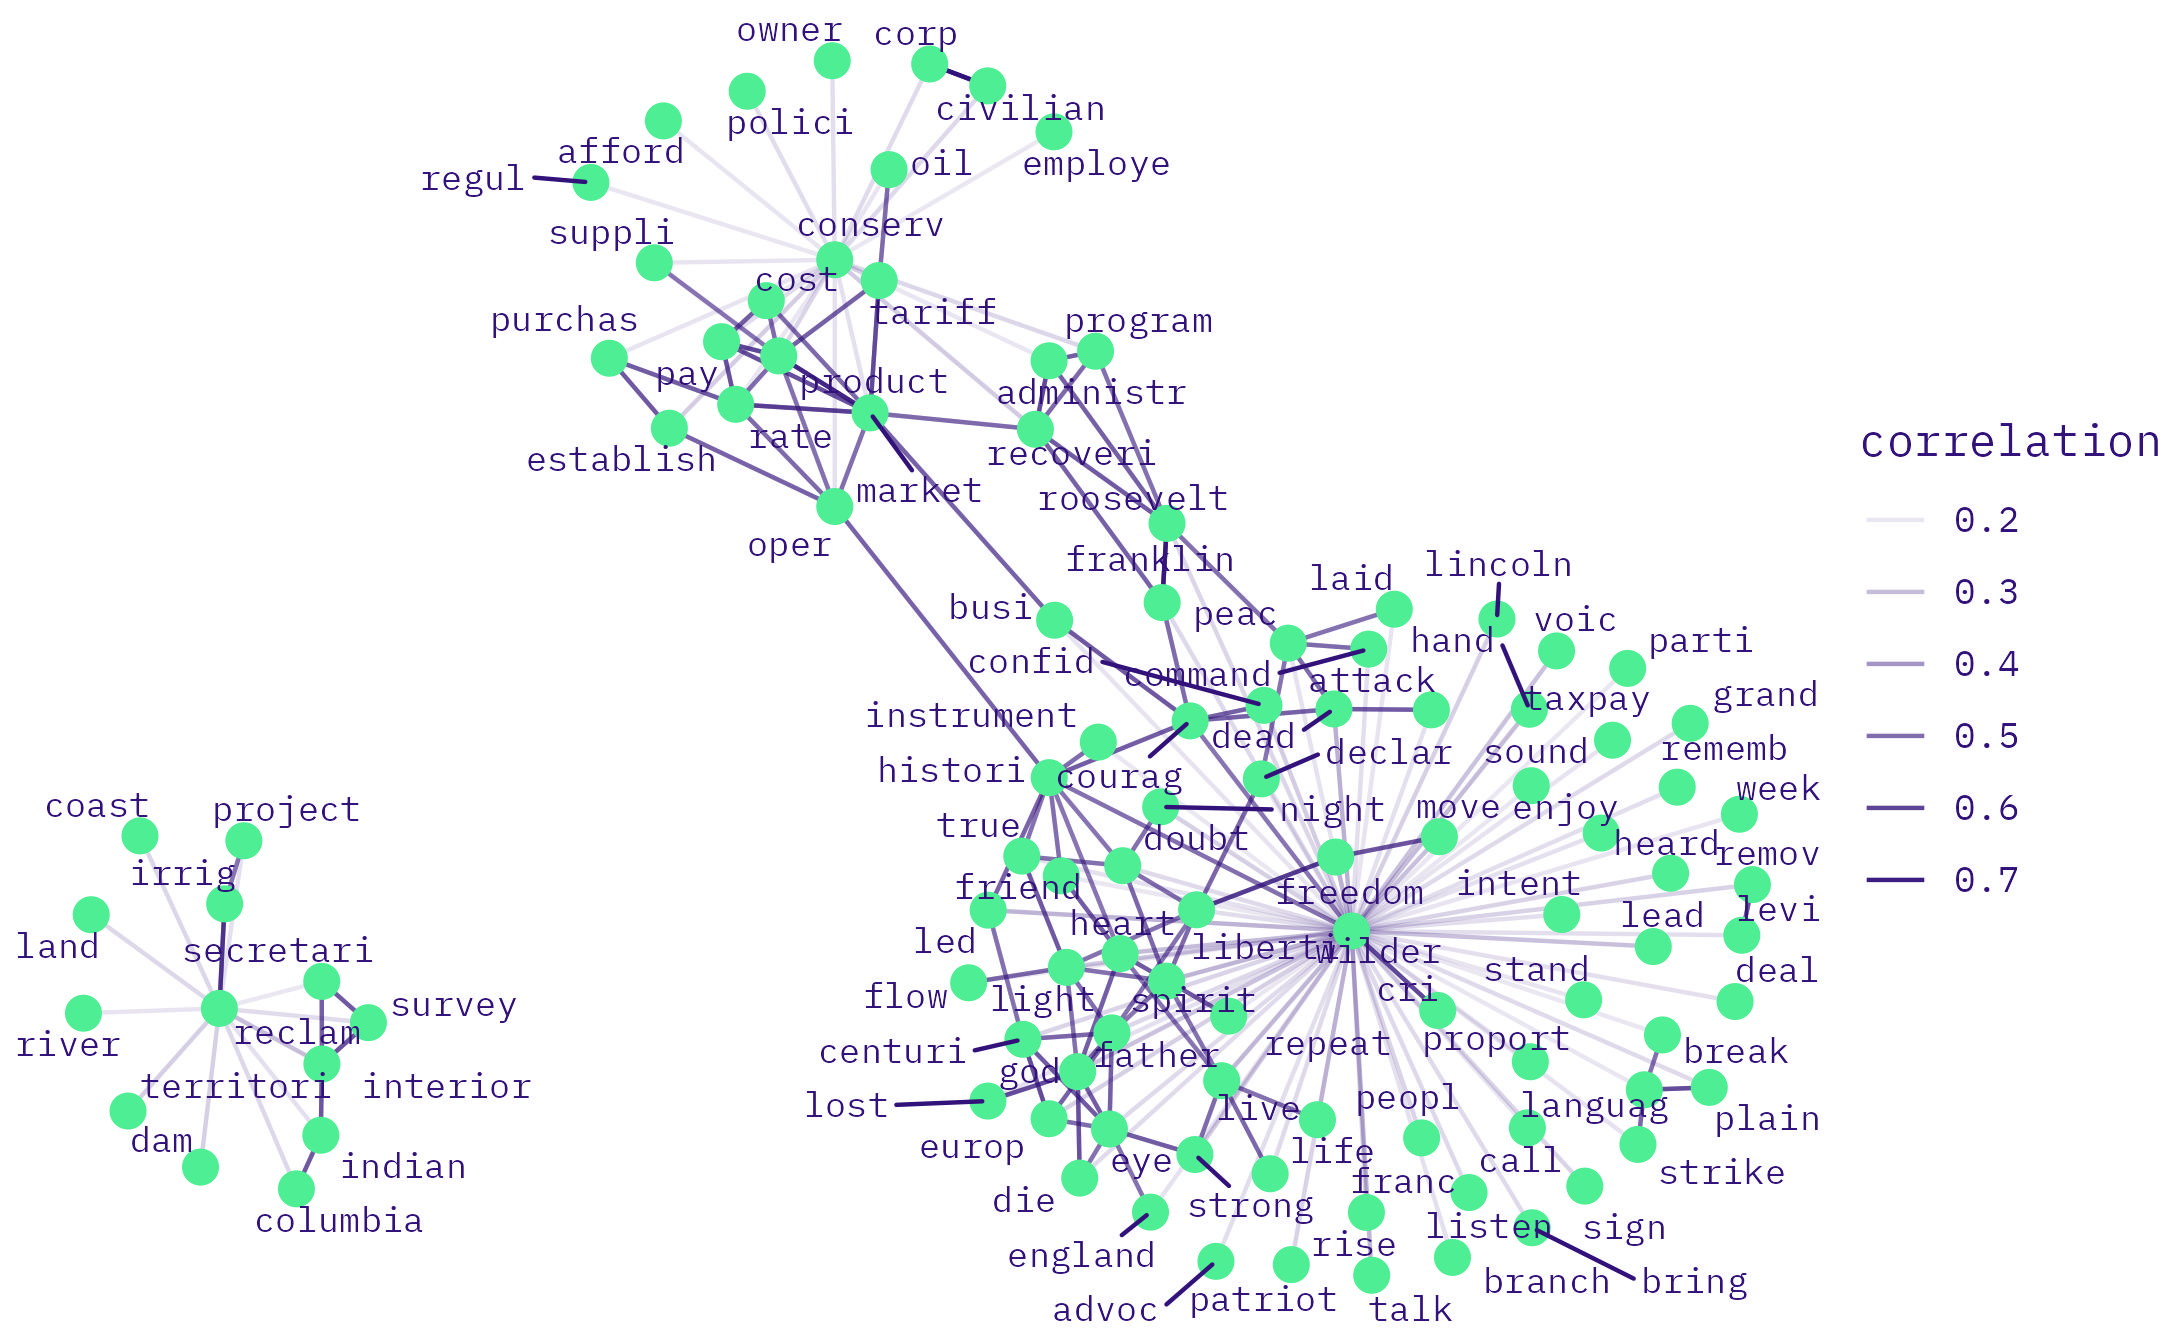 owner
corp
polici
civilian
afford
employe
oil
regul
conserv
suppli
cost
tariff
purchas
program
pay
product
administr
rate
recoveri
establish
market
roosevelt
oper
franklin
laid
lincoln
busi
peac
voic
hand
parti
confid
command
attack
taxpay
grand
instrument
dead
declar
sound
rememb
histori
courag
week
night
move
enjoy
true
doubt
heard
remov
friend
freedom
intent
heart
lead
levi
led
liberti
wilder
stand
deal
flow
light
spirit
cri
centuri
god
father
repeat
proport
break
lost
live
peopl
languag
plain
europ
eye
life
call
strike
die
strong
franc
england
rise
listen
sign
advoc
patriot
talk
branch
bring
coast
project
irrig
land
secretari
survey
river
reclam
territori
interior
dam
indian
columbia
correlation
0.2
0.3
0.4
0.5
0.6
0.7